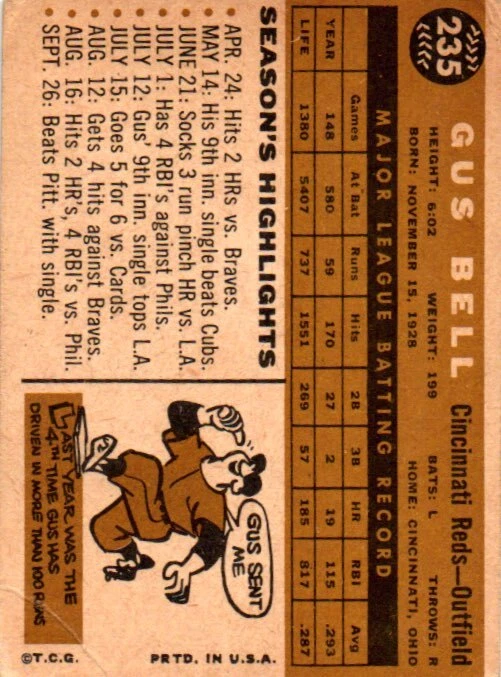 235
GUS BELL Cincinnati Reds—Outfield
HEIGHT: 6:02 WEIGHT: 199 BATS: L THROWS: R
BORN: NOVEMBER 15, 1928 HOME: CINCINNATI, OHIO
MAJOR LEAGUE BATTING RECORD
Games At Bat Runs Hits 2B 3B HR RBI Avg
YEAR 148 580 59 170 27 2 19 115 .293
LIFE 1380 5407 737 1551 269 57 185 817 .287
SEASON'S HIGHLIGHTS
• APR. 24: Hits 2 HRs vs. Braves.
• MAY 14: His 9th inn. single beats Cubs.
• JUNE 21: Socks 3 run pinch HR vs. L.A.
• JULY 1: Has 4 RBI's against Phils.
• JULY 12: Gus' 9th inn. single tops L.A.
• JULY 15: Goes 5 for 6 vs. Cards.
• AUG. 12: Gets 4 hits against Braves.
• AUG. 16: Hits 2 HR's, 4 RBI's vs. Phil.
• SEPT. 26: Beats Pitt. with single.
GUS SENT
ME
LAST YEAR WAS THE
4TH TIME GUS HAS
DRIVEN IN MORE THAN 100 RUNS
©T.C.G. PRTD. IN U.S.A.